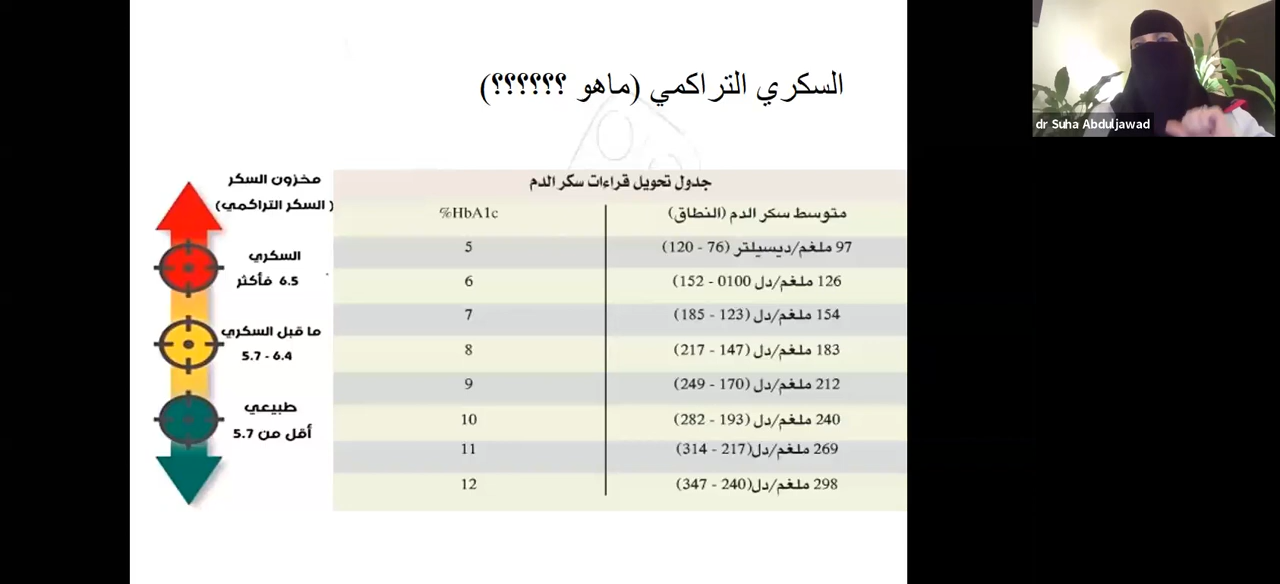 السكري التراكمي (ماهو ؟؟؟؟؟؟)
dr Suha Abduljawad
جدول تحويل قراءات سكر الدم
متوسط سكر الدم (النطاق) %HbA1c
97 ملغم/ديسيلتر (76 - 120) 5
126 ملغم/دل 0100 - 152) 6
154 ملغم/دل (123 - 185) 7
183 ملغم/دل (147 - 217) 8
212 ملغم/دل (170 - 249) 9
240 ملغم/دل (193 - 282) 10
269 ملغم/دل(217 - 314) 11
298 ملغم/دل(240 - 347) 12
مخزون السكر
(السكر التراكمي)
السكري
6.5 فأكثر
ما قبل السكري
5.7 - 6.4
طبيعي
أقل من 5.7